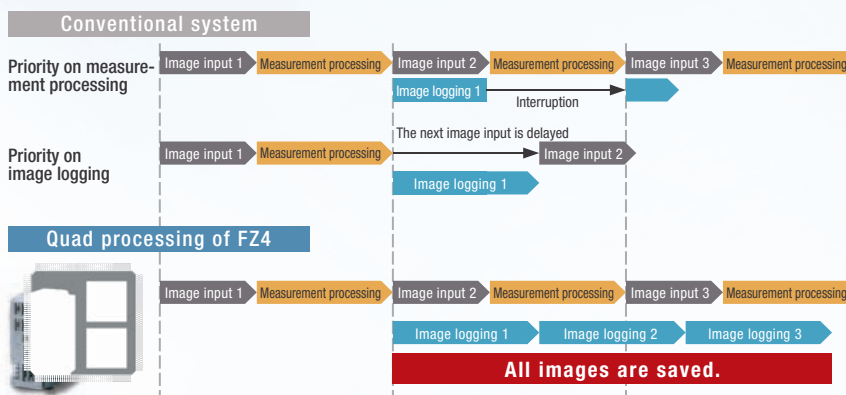 Conventional system
Priority on measure-
ment processing
Image input 1
Measurement processing
Image input 2
Measurement processing
Image input 3
Measurement processing
Image logging 1
Interruption
Priority on
image logging
Image input 1
Measurement processing
The next image input is delayed
Image input 2
Image logging 1
Quad processing of FZ4
Image input 1
Measurement processing
Image input 2
Measurement processing
Image input 3
Measurement processing
Image logging 1
Image logging 2
Image logging 3
All images are saved.